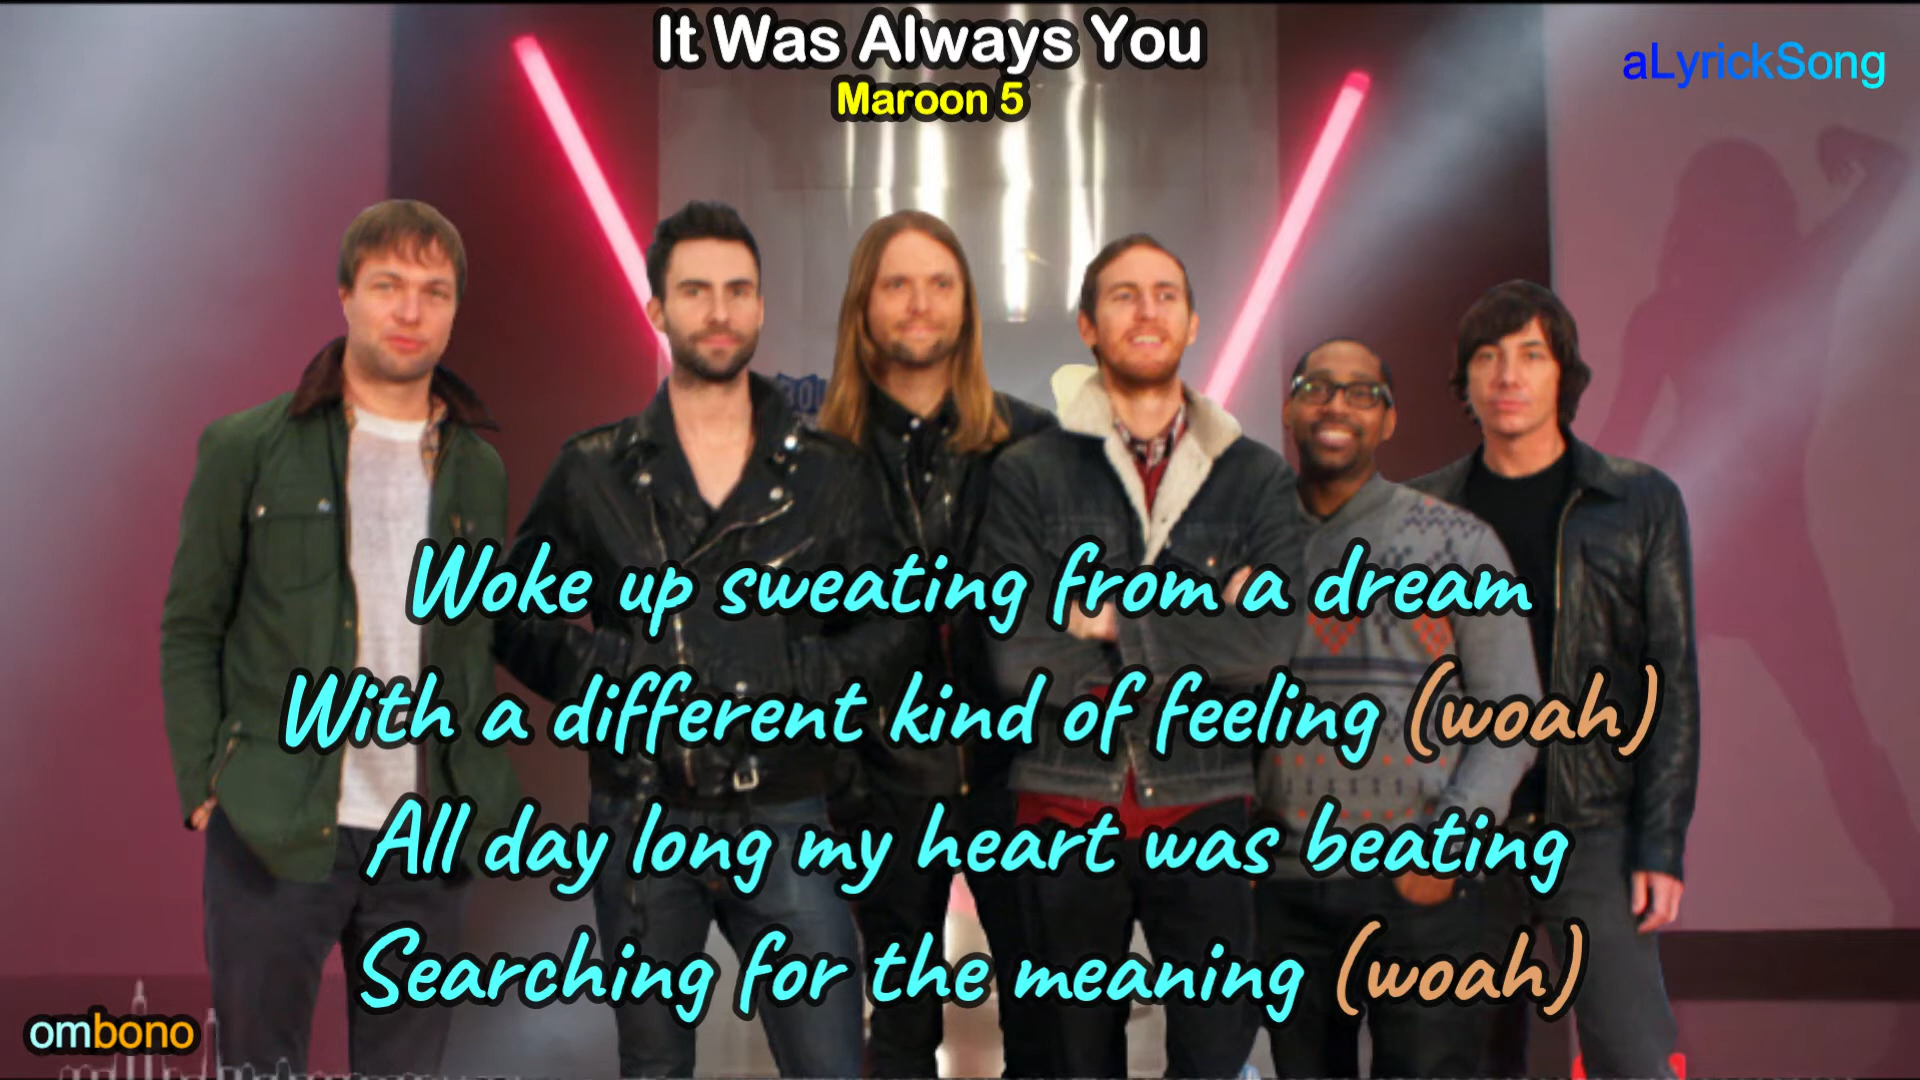 It Was Always You
Maroon 5
aLyrickSong
Woke up sweating from a dream
With a different kind of feeling (woah)
All day long my heart was beating
Searching for the meaning (woah)
ombono